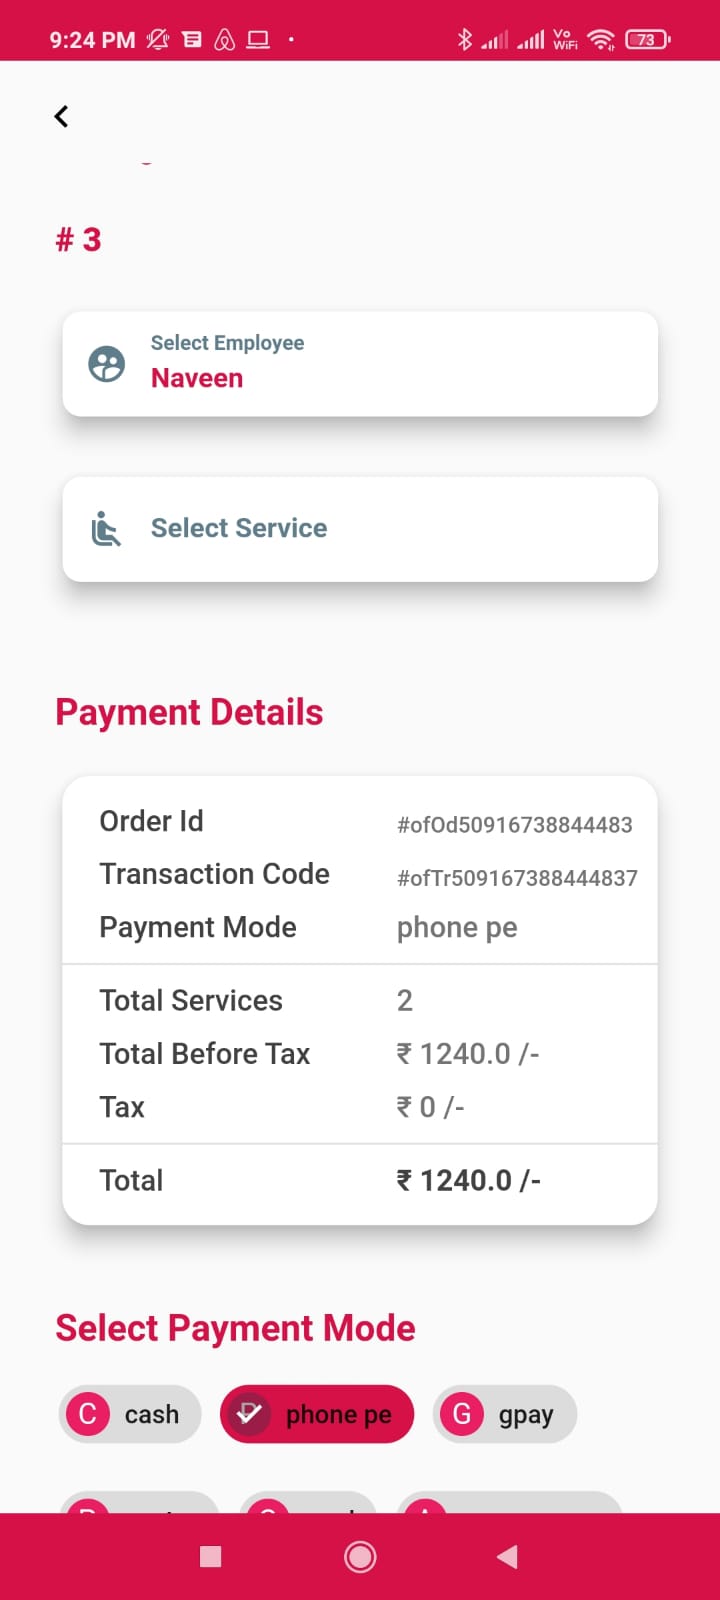 9:24 PM
Vo WiFi
73
# 3
Select Employee
Naveen
Select Service
Payment Details
Order Id #ofOd50916738844483
Transaction Code #ofTr509167388444837
Payment Mode phone pe
Total Services 2
Total Before Tax ₹ 1240.0 /-
Tax ₹ 0 /-
Total ₹ 1240.0 /-
Select Payment Mode
C cash P phone pe G gpay